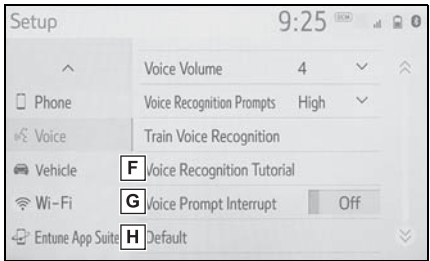 Setup 9:25 DCM
Voice Volume 4
Phone Voice Recognition Prompts High
Voice Train Voice Recognition
Vehicle F Voice Recognition Tutorial
Wi-Fi G Voice Prompt Interrupt Off
Entune App Suite H Default